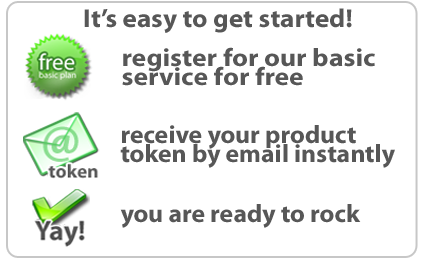 It's easy to get started!
free
basic plan
register for our basic
service for free
@
token
receive your product
token by email instantly
Yay!
you are ready to rock